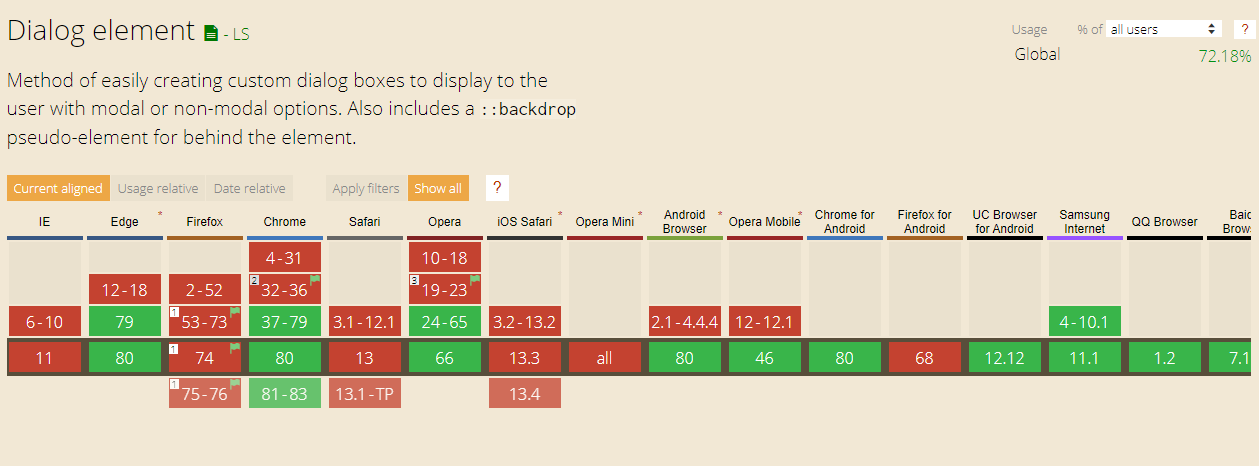 Dialog element - LS
Usage % of all users ?
Global 72.18%
Method of easily creating custom dialog boxes to display to the
user with modal or non-modal options. Also includes a ::backdrop
pseudo-element for behind the element.
Current aligned Usage relative Date relative Apply filters Show all ?
IE Edge * Firefox Chrome Safari Opera iOS Safari * Opera Mini * Android Browser * Opera Mobile * Chrome for Android Firefox for Android UC Browser for Android Samsung Internet QQ Browser
4-31 10-18
12-18 2-52 2 32-36 3 19-23
6-10 79 1 53-73 37-79 3.1-12.1 24-65 3.2-13.2 2.1-4.4.4 12-12.1 4-10.1
11 80 1 74 80 13 66 13.3 all 80 46 80 68 12.12 11.1 1.2 7.1
1 75-76 81-83 13.1-TP 13.4